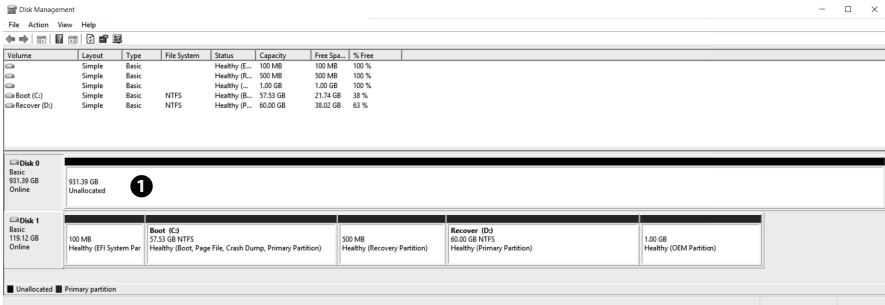 Disk Management
File Action View Help
Volume Layout Type File System Status Capacity Free Spa... % Free
Simple Basic Healthy (E... 100 MB 100 MB 100 %
Simple Basic Healthy (R... 500 MB 500 MB 100 %
Simple Basic Healthy (... 1.00 GB 1.00 GB 100 %
Boot (C:) Simple Basic NTFS Healthy (B... 57.53 GB 21.74 GB 38 %
Recover (D:) Simple Basic NTFS Healthy (P... 60.00 GB 38.02 GB 63 %
Disk 0
Basic
931.39 GB
Online
931.39 GB
Unallocated
1
Disk 1
Basic
119.12 GB
Online
100 MB
Healthy (EFI System Par
Boot (C:)
57.53 GB NTFS
Healthy (Boot, Page File, Crash Dump, Primary Partition)
500 MB
Healthy (Recovery Partition)
Recover (D:)
60.00 GB NTFS
Healthy (Primary Partition)
1.00 GB
Healthy (OEM Partition)
Unallocated Primary partition